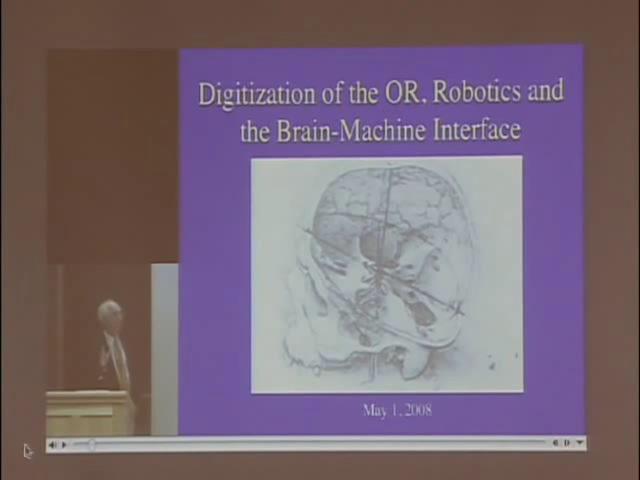 Digitization of the OR, Robotics and
the Brain-Machine Interface
May 1, 2008